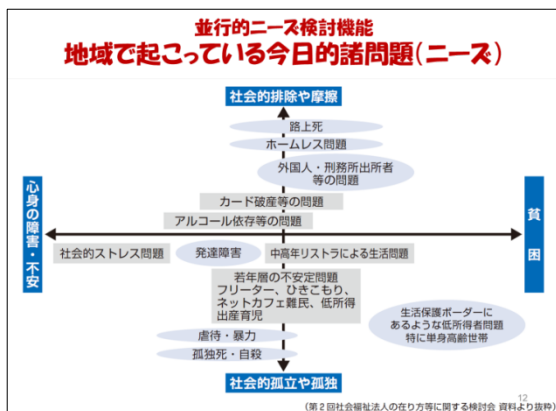 並行的ニーズ検討機能
地域で起こっている今日的諸問題(ニーズ)
社会的排除や摩擦
路上死
ホームレス問題
外国人・刑務所出所者
等の問題
心身の障害・不安
カード破産等の問題
アルコール依存等の問題
貧困
社会的ストレス問題
発達障害
中高年リストラによる生活問題
若年層の不安定問題
フリーター、ひきこもり、
ネットカフェ難民、低所得
出産育児
生活保護ボーダーに
あるような低所得者問題
特に単身高齢世帯
虐待・暴力
孤独死・自殺
社会的孤立や孤独
12
(第2回社会福祉法人の在り方等に関する検討会 資料より抜粋)